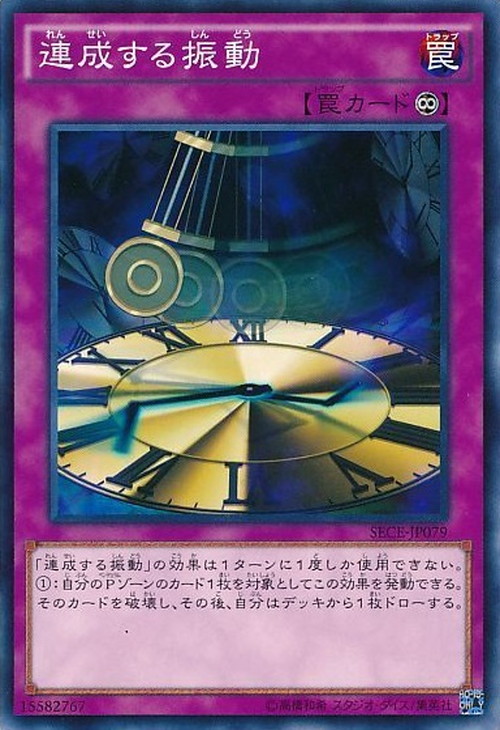 連成する振動
罠
【罠カード】
XII
I
SECE-JP079
「連成する振動」の効果は1ターンに1度しか使用できない。
①:自分のPゾーンのカード1枚を対象としてこの効果を発動できる。
そのカードを破壊し、その後、自分はデッキから1枚ドローする。
15582767
©高橋和希 スタジオ・ダイス/集英社